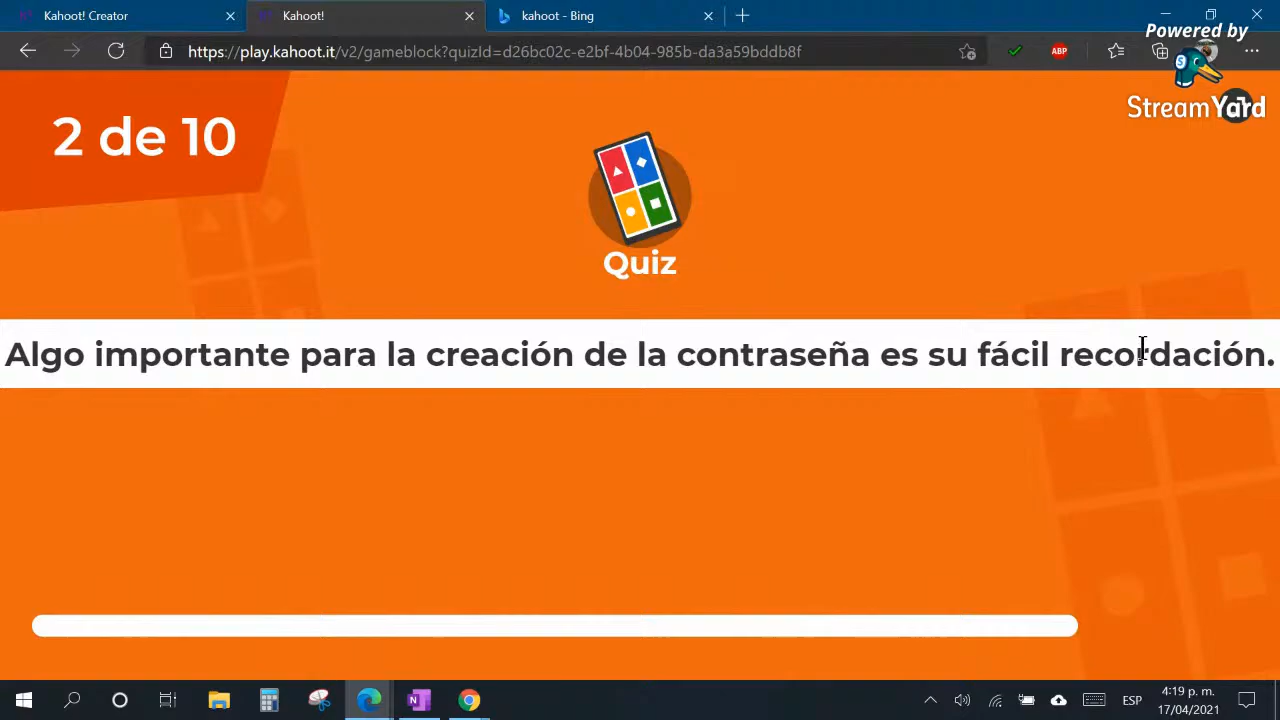 Kahoot! Creator
Kahoot!
kahoot - Bing
https://play.kahoot.it/v2/gameblock?quizId=d26bc02c-e2bf-4b04-985b-da3a59bddb8f
ABP
Powered by
S
StreamYard
2 de 10
Quiz
Algo importante para la creación de la contraseña es su fácil recordación.
N
ESP
4:19 p. m.
17/04/2021